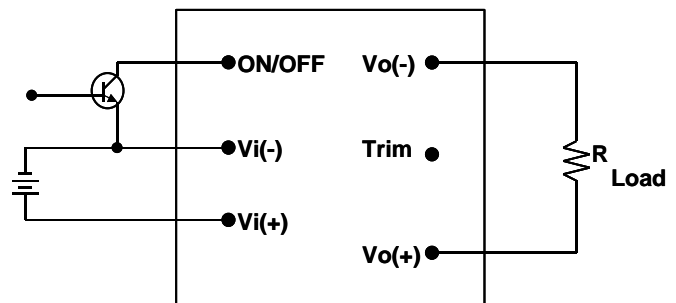 ON/OFF
Vo(-)
Vi(-)
Trim
R
Load
Vi(+)
Vo(+)